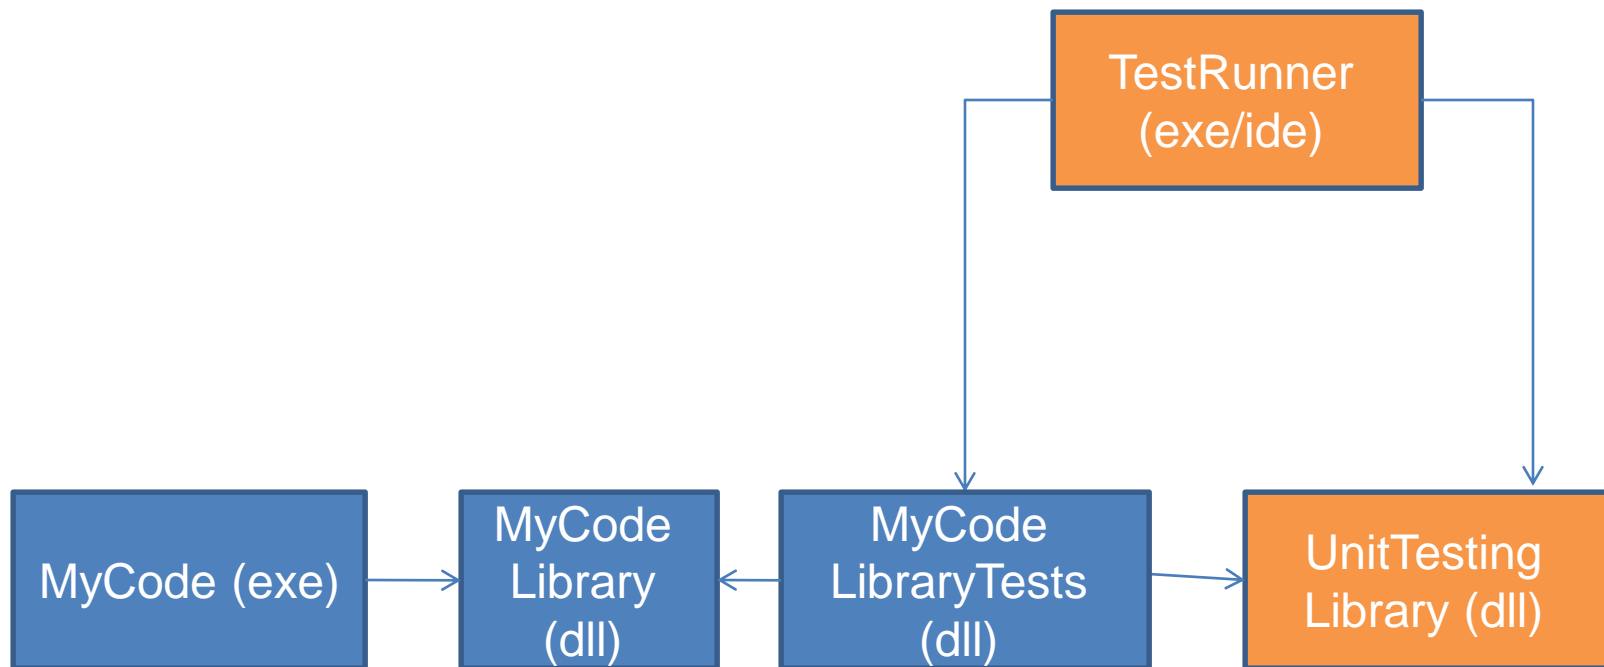 TestRunner
(exe/ide)
MyCode (exe)
MyCode
Library
(dll)
MyCode
LibraryTests
(dll)
UnitTesting
Library (dll)